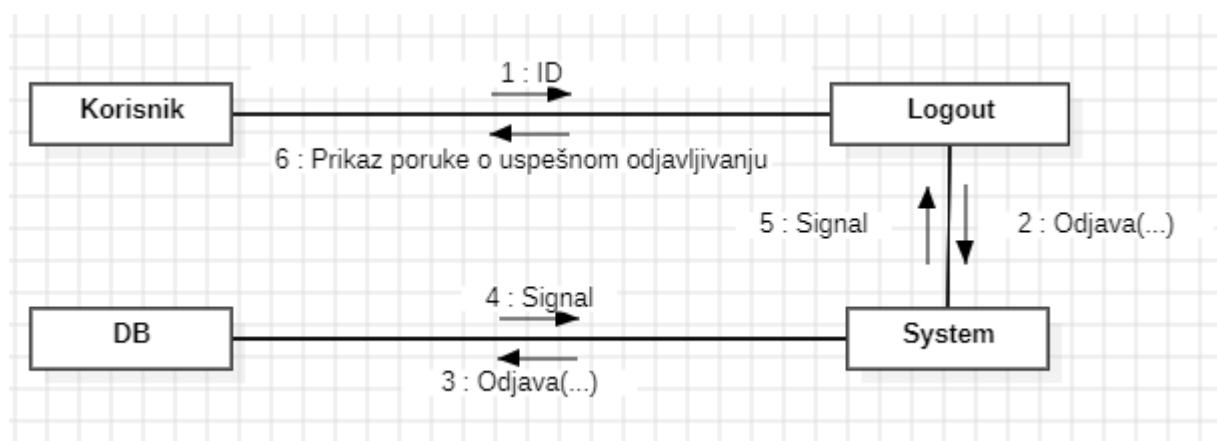 1 : ID
Korisnik
Logout
6 : Prikaz poruke o uspešnom odjavljivanju
5 : Signal
2 : Odjava(...)
4 : Signal
DB
System
3 : Odjava(...)